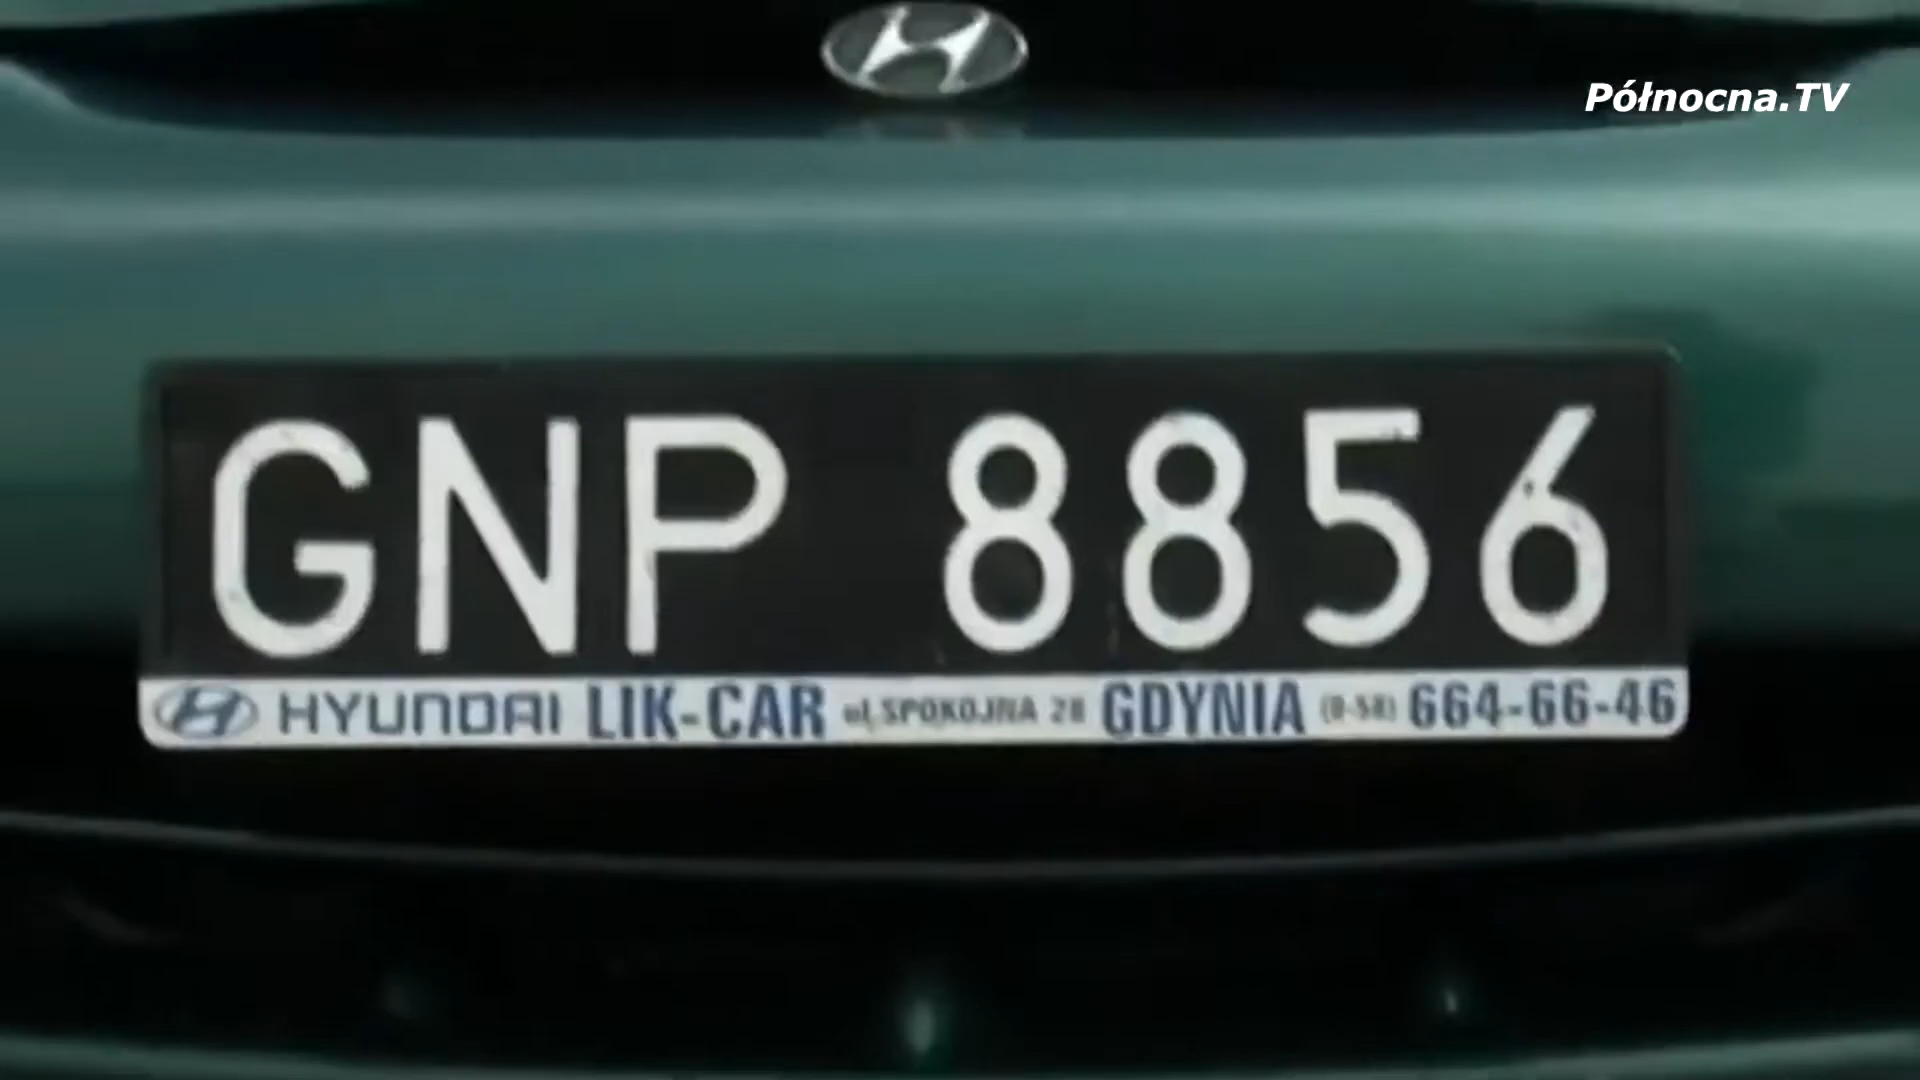 Północna.TV
GNP 8856
HYUNDAI LIK-CAR ul. SPOKOJNA 28 GDYNIA (0-58) 664-66-46